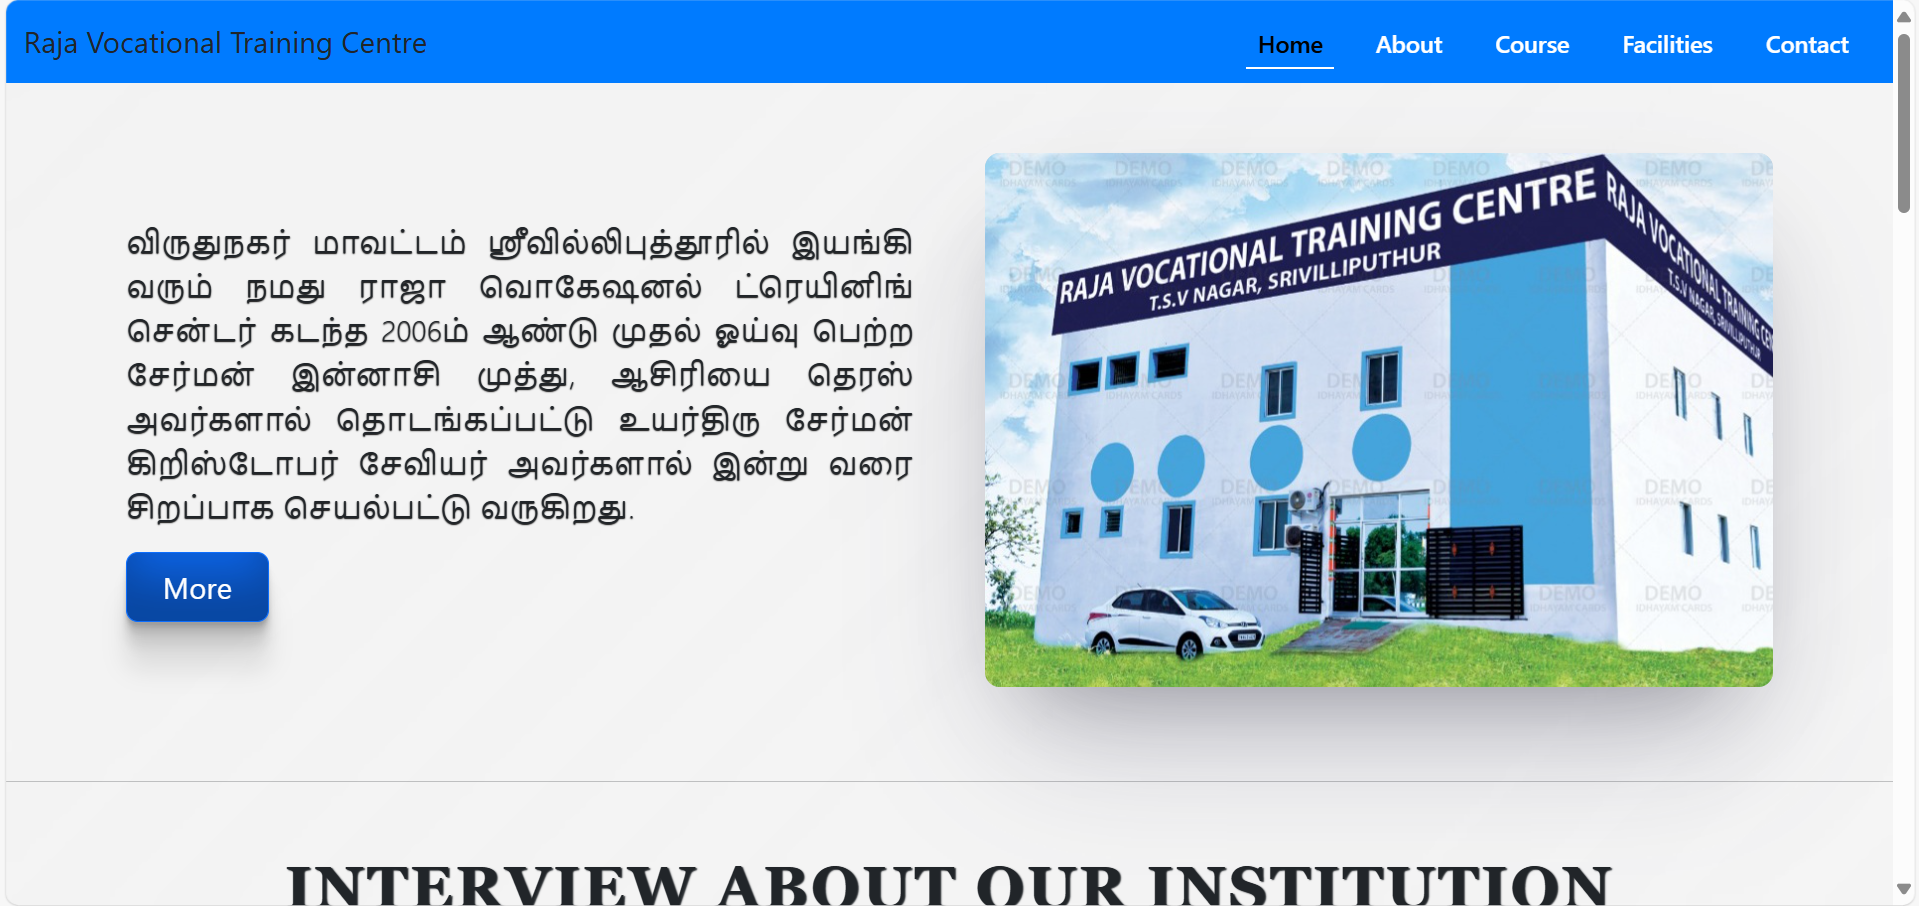 Raja Vocational Training Centre
Home About Course Facilities Contact
விருதுநகர் மாவட்டம் ஸ்ரீவில்லிபுத்தூரில் இயங்கி
வரும் நமது ராஜா வொகேஷனல் ட்ரெயினிங்
சென்டர் கடந்த 2006ம் ஆண்டு முதல் ஓய்வு பெற்ற
சேர்மன் இன்னாசி முத்து, ஆசிரியை தெரஸ்
அவர்களால் தொடங்கப்பட்டு உயர்திரு சேர்மன்
கிறிஸ்டோபர் சேவியர் அவர்களால் இன்று வரை
சிறப்பாக செயல்பட்டு வருகிறது.
More
RAJA VOCATIONAL TRAINING CENTRE
T.S.V NAGAR, SRIVILLIPUTHUR
RAJA VOCATIONAL TRAINING CE
T.S.V NAGAR, SRIVILLIPUTHUR
DEMO
IDHAYAM CARDS
INTERVIEW ABOUT OUR INSTITUTION